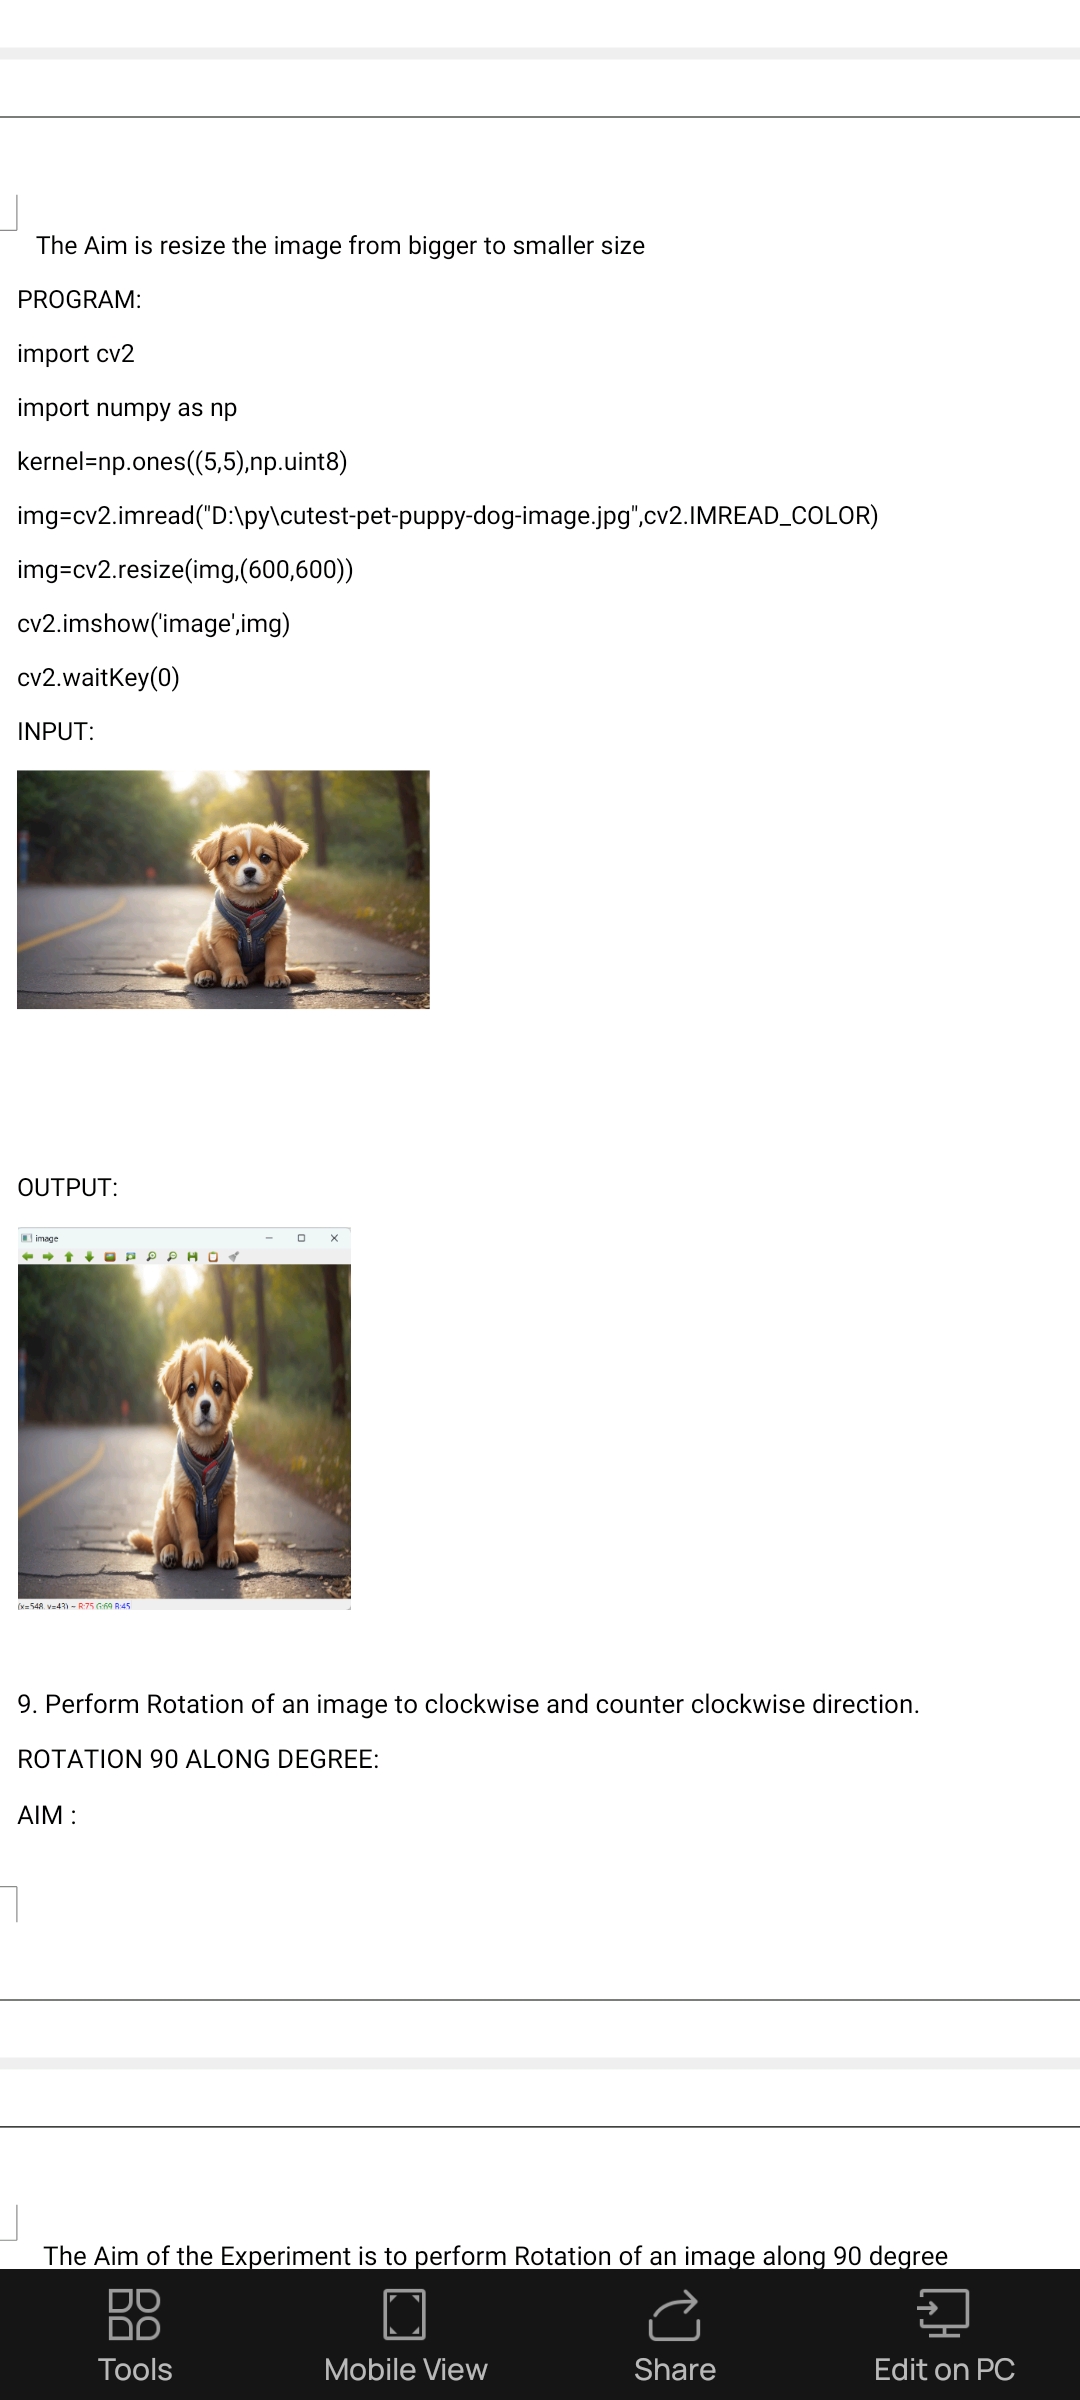 The Aim is resize the image from bigger to smaller size
PROGRAM:
import cv2
import numpy as np
kernel=np.ones((5,5),np.uint8)
img=cv2.imread("D:\py\cutest-pet-puppy-dog-image.jpg",cv2.IMREAD_COLOR)
img=cv2.resize(img,(600,600))
cv2.imshow('image',img)
cv2.waitKey(0)
INPUT:
OUTPUT:
image
(x=548, y=43) ~ R:75 G:69 B:45
9. Perform Rotation of an image to clockwise and counter clockwise direction.
ROTATION 90 ALONG DEGREE:
AIM :
The Aim of the Experiment is to perform Rotation of an image along 90 degree
Tools
Mobile View
Share
Edit on PC